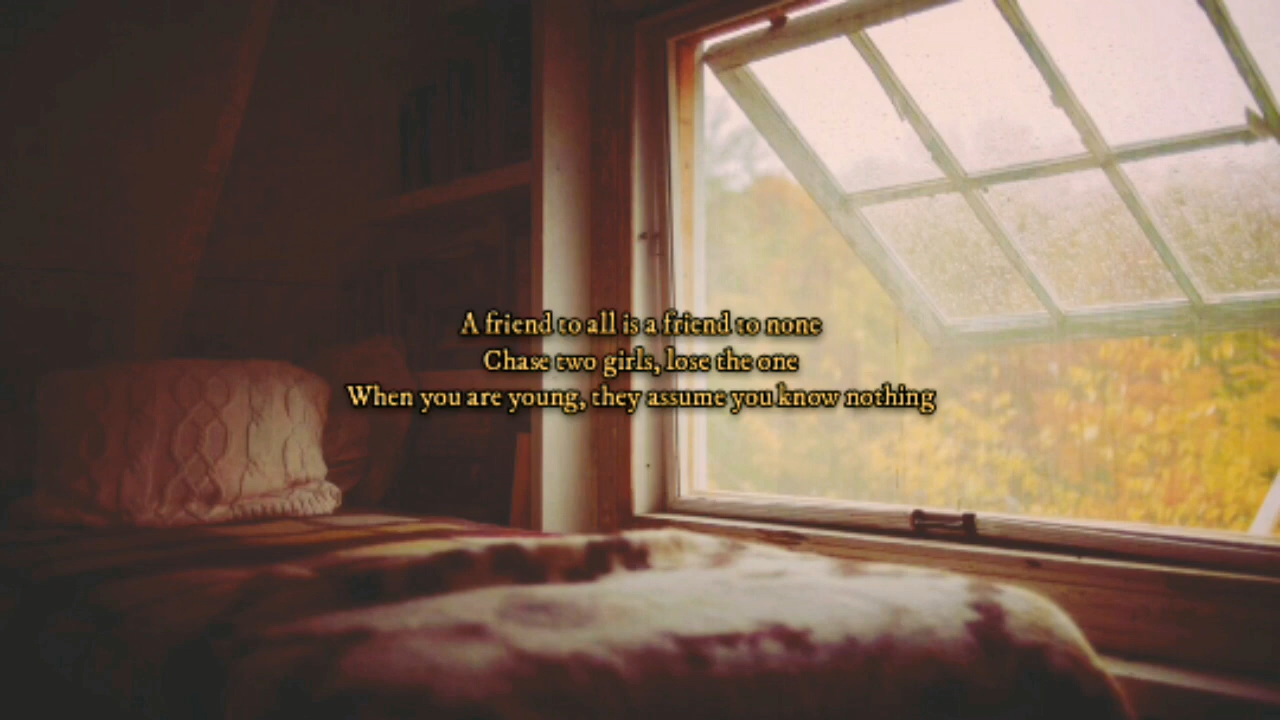 A friend to all is a friend to none
Chase two girls, lose the one
When you are young, they assume you know nothing